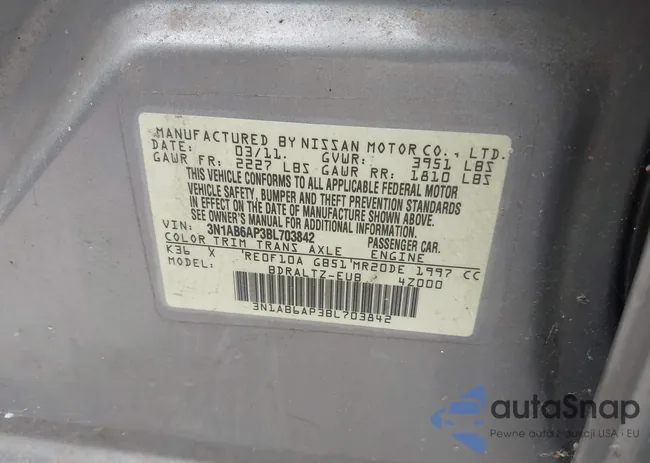 MANUFACTURED BY NISSAN MOTOR CO., LTD.
DATE: 03/11. GVWR: 3951 LBS
GAWR FR: 2227 LBS GAWR RR: 1810 LBS
THIS VEHICLE CONFORMS TO ALL APPLICABLE FEDERAL MOTOR
VEHICLE SAFETY, BUMPER AND THEFT PREVENTION STANDARDS
IN EFFECT ON THE DATE OF MANUFACTURE SHOWN ABOVE.
SEE OWNER'S MANUAL FOR ADDITIONAL INFORMATION
VIN: 3N1AB6AP3BL703842 PASSENGER CAR.
COLOR TRIM TRANS AXLE ENGINE
K36 X 'RE0F10A GB51'MR20DE 1997 CC
MODEL: BDRALTZ-EUB 4Z000
3N1AB6AP3BL703842
autaSnap
Pewne auto z aukcji USA • EU